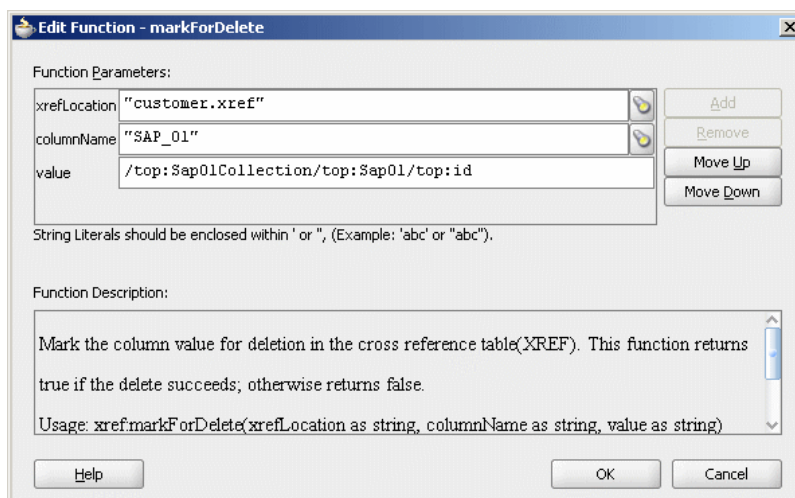 Edit Function - markForDelete
Function Parameters:
xrefLocation "customer.xref"
Add
columnName "SAP_01"
Remove
value /top:Sap01Collection/top:Sap01/top:id
Move Up
Move Down
String Literals should be enclosed within ' or ", (Example: 'abc' or "abc").
Function Description:
Mark the column value for deletion in the cross reference table(XREF). This function returns
true if the delete succeeds; otherwise returns false.
Usage: xref:markForDelete(xrefLocation as string, columnName as string, value as string)
Help OK Cancel